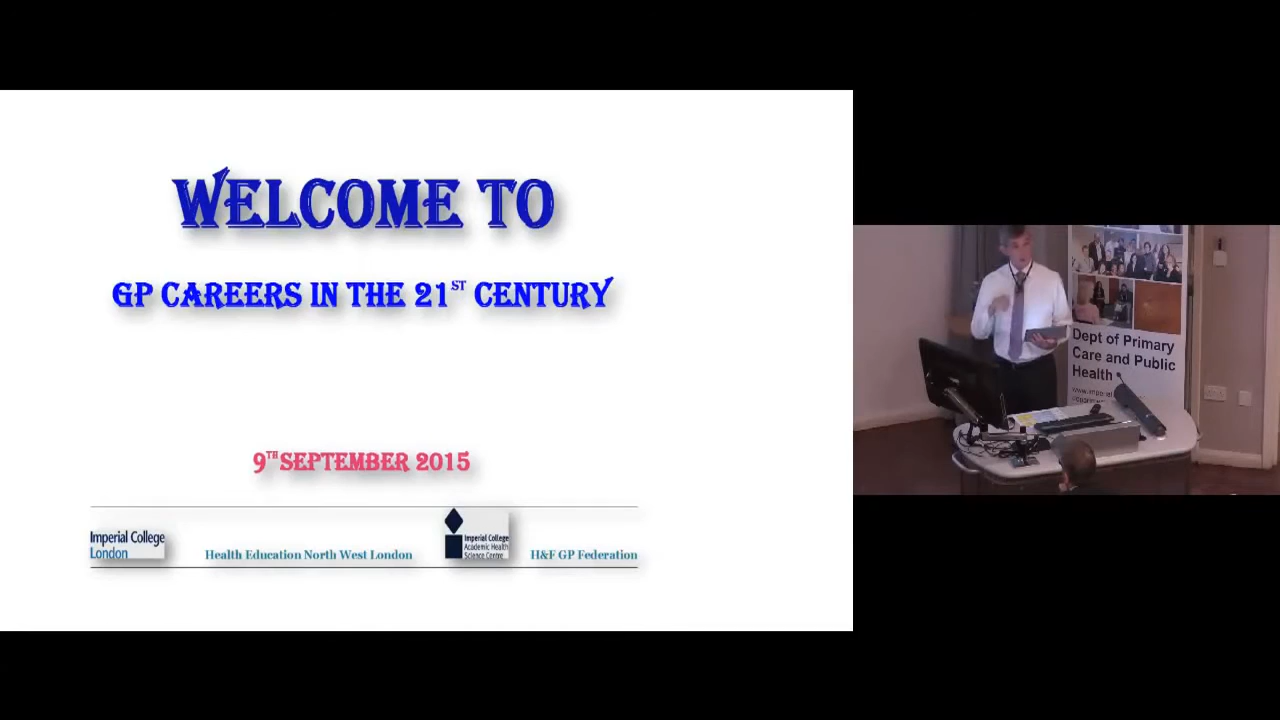 WELCOME TO
GP CAREERS IN THE 21ST CENTURY
9TH SEPTEMBER 2015
Imperial College
London
Health Education North West London
Imperial College
Academic Health
Science Centre
H&F GP Federation
Dept of Primary
Care and Public
Health